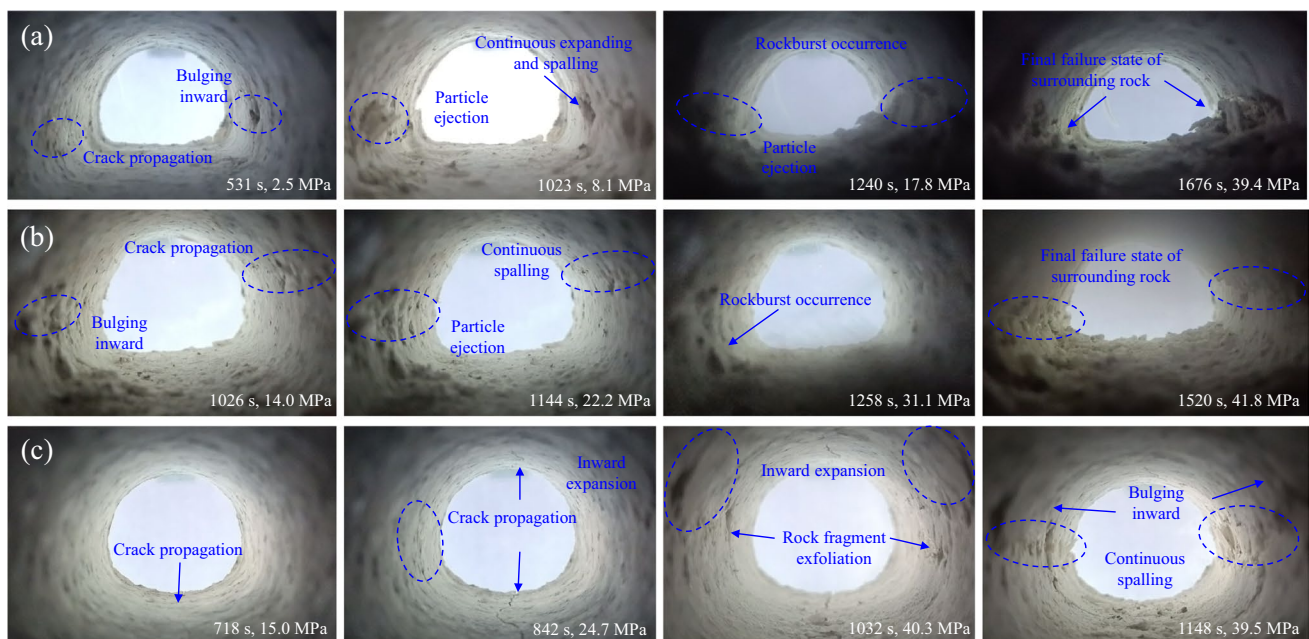 (a)
Bulging
inward
Crack propagation
531 s, 2.5 MPa
Continuous expanding
and spalling
Particle
ejection
1023 s, 8.1 MPa
Rockburst occurrence
Particle
ejection
1240 s, 17.8 MPa
Final failure state of
surrounding rock
1676 s, 39.4 MPa
(b)
Crack propagation
Bulging
inward
1026 s, 14.0 MPa
Continuous
spalling
Particle
ejection
1144 s, 22.2 MPa
Rockburst occurrence
1258 s, 31.1 MPa
Final failure state of
surrounding rock
1520 s, 41.8 MPa
(c)
Crack propagation
718 s, 15.0 MPa
Inward
expansion
Crack propagation
842 s, 24.7 MPa
Inward expansion
Rock fragment
exfoliation
1032 s, 40.3 MPa
Bulging
inward
Continuous
spalling
1148 s, 39.5 MPa